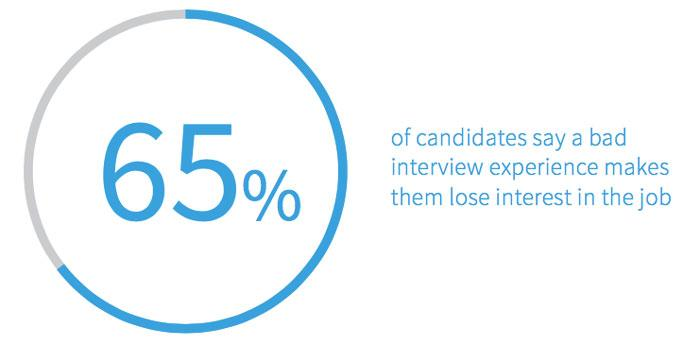 65%
of candidates say a bad
interview experience makes
them lose interest in the job